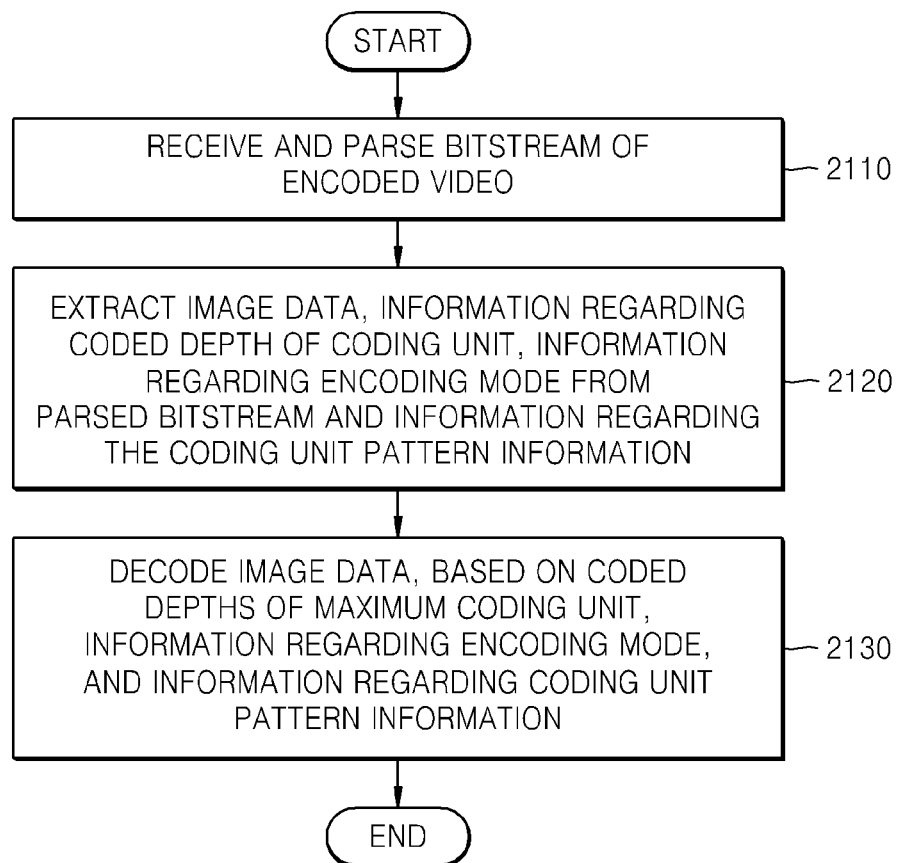 START
RECEIVE AND PARSE BITSTREAM OF
ENCODED VIDEO
2110
EXTRACT IMAGE DATA, INFORMATION REGARDING
CODED DEPTH OF CODING UNIT, INFORMATION
REGARDING ENCODING MODE FROM
PARSED BITSTREAM AND INFORMATION REGARDING
THE CODING UNIT PATTERN INFORMATION
2120
DECODE IMAGE DATA, BASED ON CODED
DEPTHS OF MAXIMUM CODING UNIT,
INFORMATION REGARDING ENCODING MODE,
AND INFORMATION REGARDING CODING UNIT
PATTERN INFORMATION
2130
END